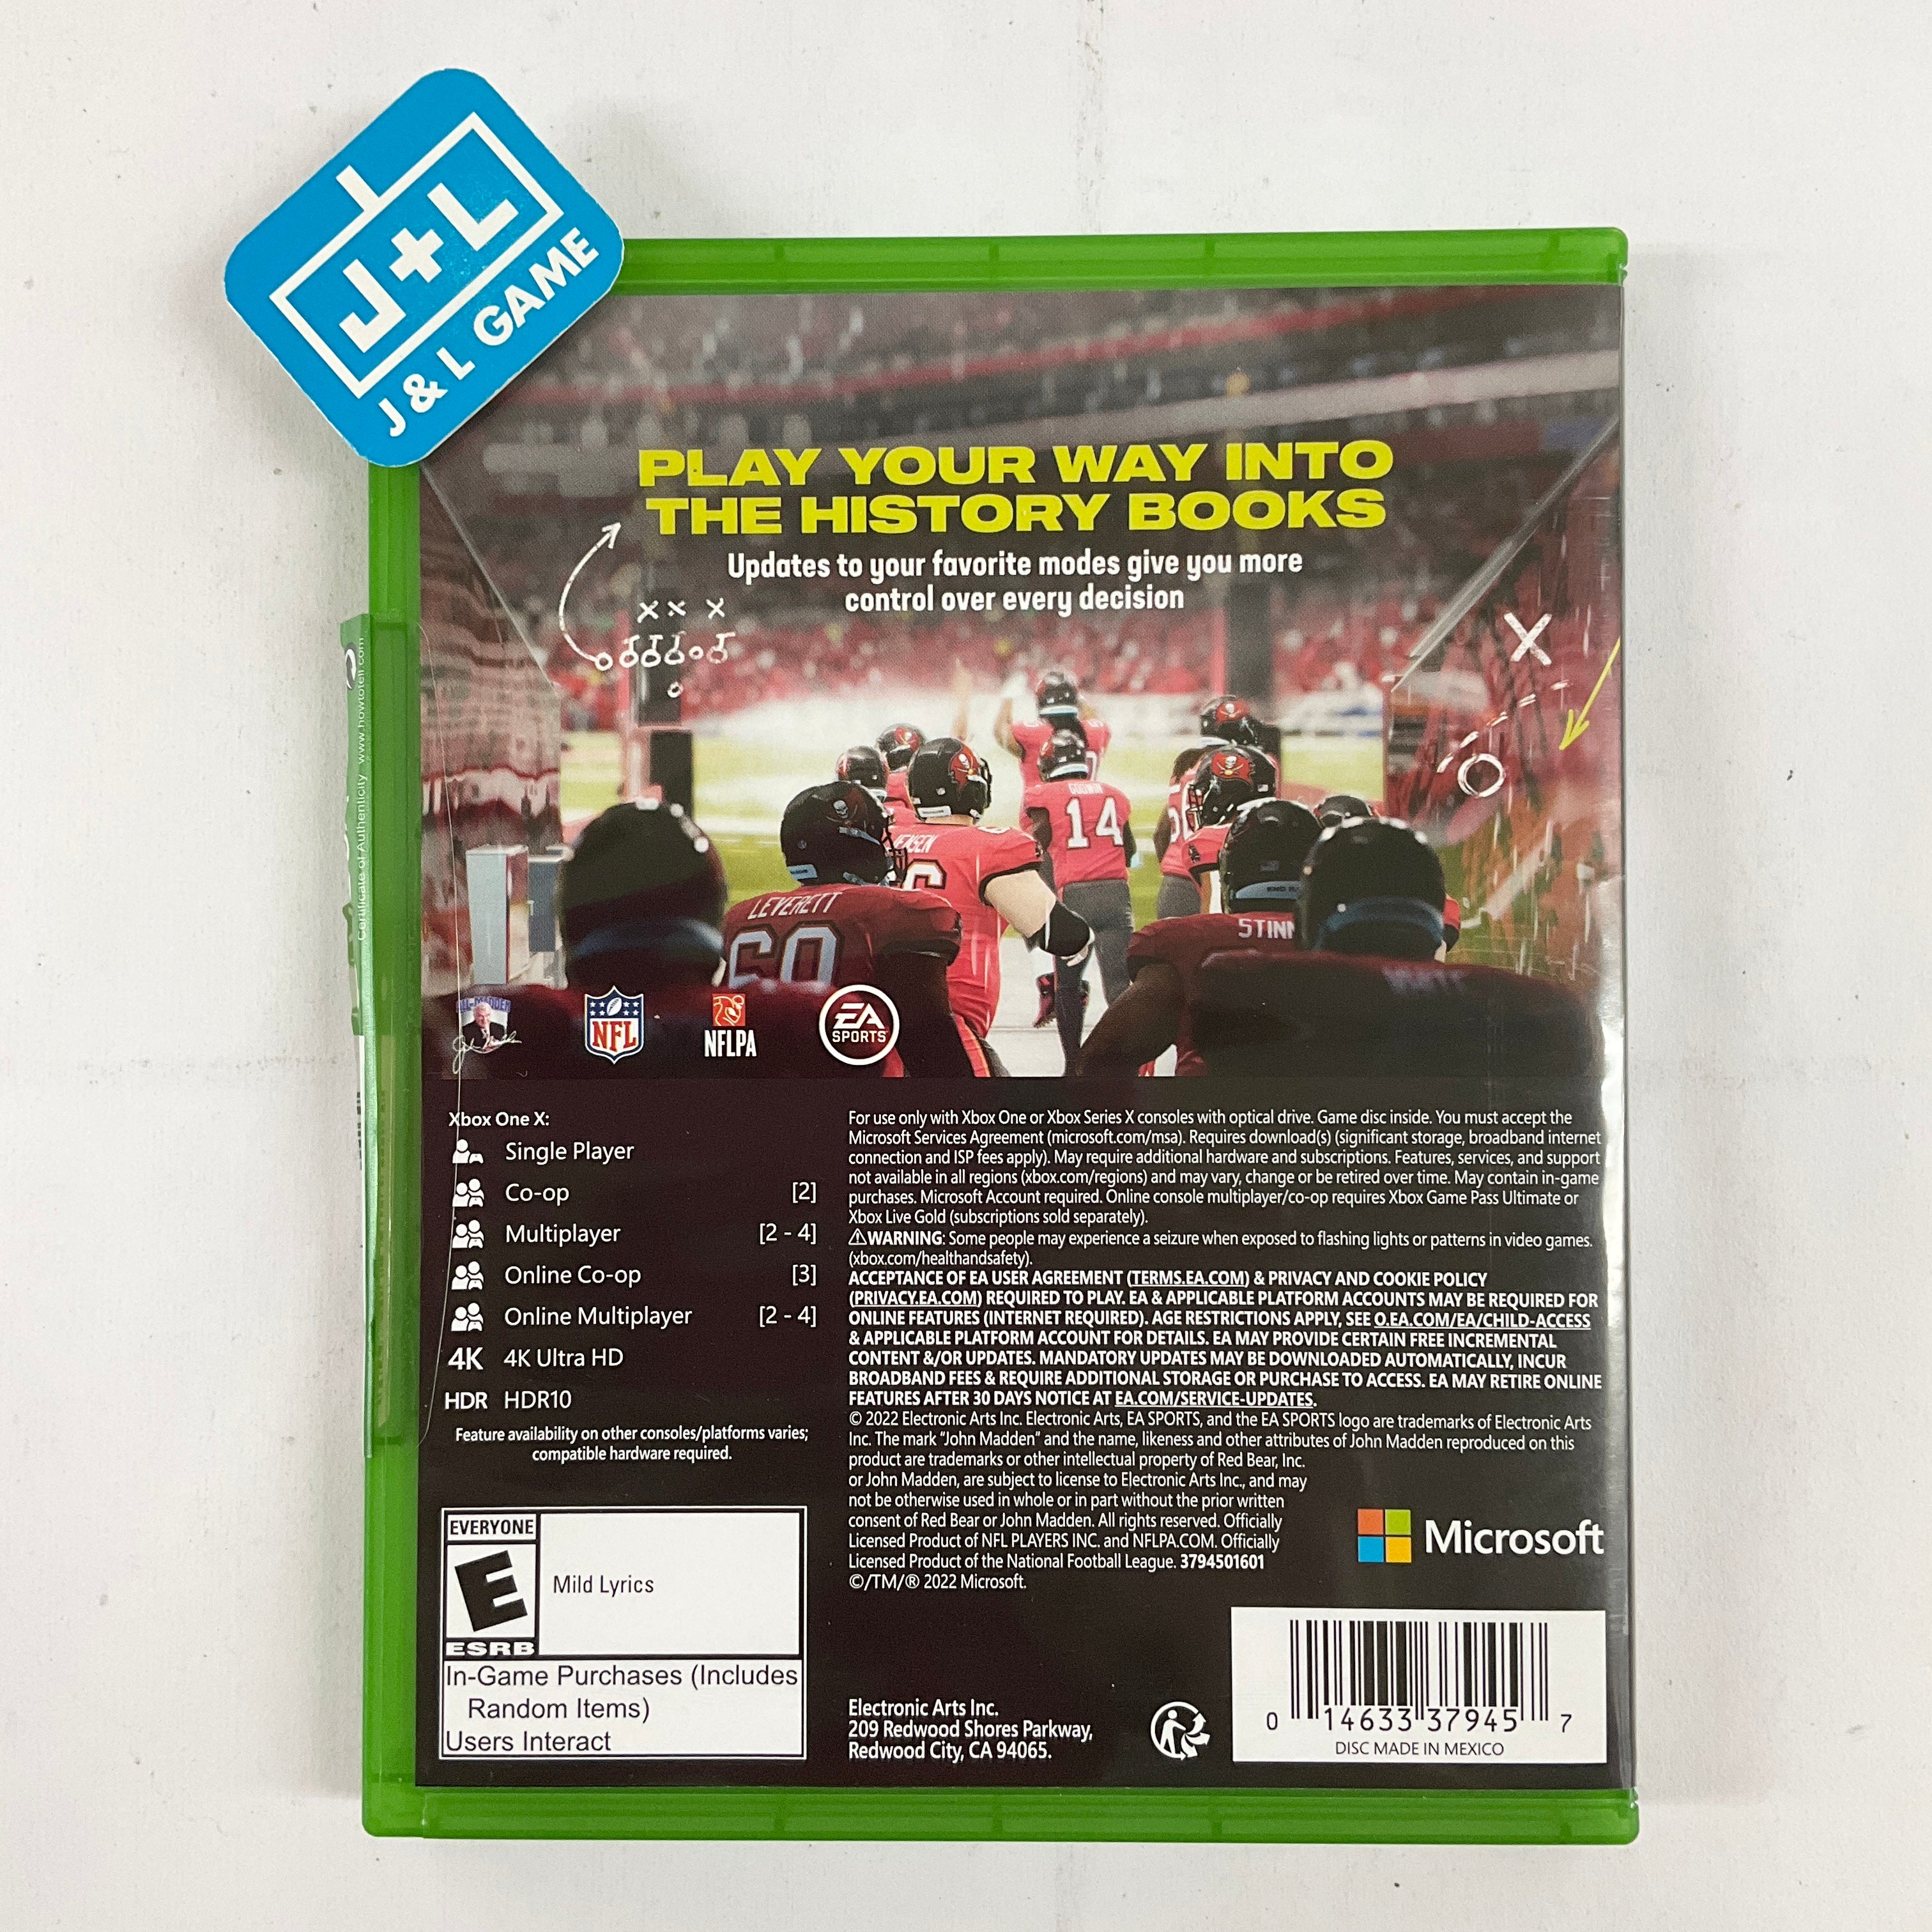 J+L
J & L GAME
PLAY YOUR WAY INTO
THE HISTORY BOOKS
Updates to your favorite modes give you more
control over every decision
Certificate of Authenticity www.howtotell.com
GODWIN
14
JENSEN
LEVERETT
60
STINN
NFL
NFLPA
EA
SPORTS
Xbox One X:
Single Player
Co-op [2]
Multiplayer [2 - 4]
Online Co-op [3]
Online Multiplayer [2 - 4]
4K 4K Ultra HD
HDR HDR10
Feature availability on other consoles/platforms varies;
compatible hardware required.
For use only with Xbox One or Xbox Series X consoles with optical drive. Game disc inside. You must accept the
Microsoft Services Agreement (microsoft.com/msa). Requires download(s) (significant storage, broadband internet
connection and ISP fees apply). May require additional hardware and subscriptions. Features, services, and support
not available in all regions (xbox.com/regions) and may vary, change or be retired over time. May contain in-game
purchases. Microsoft Account required. Online console multiplayer/co-op requires Xbox Game Pass Ultimate or
Xbox Live Gold (subscriptions sold separately).
⚠WARNING: Some people may experience a seizure when exposed to flashing lights or patterns in video games.
(xbox.com/healthandsafety).
ACCEPTANCE OF EA USER AGREEMENT (TERMS.EA.COM) & PRIVACY AND COOKIE POLICY
(PRIVACY.EA.COM) REQUIRED TO PLAY. EA & APPLICABLE PLATFORM ACCOUNTS MAY BE REQUIRED FOR
ONLINE FEATURES (INTERNET REQUIRED). AGE RESTRICTIONS APPLY, SEE O.EA.COM/EA/CHILD-ACCESS
& APPLICABLE PLATFORM ACCOUNT FOR DETAILS. EA MAY PROVIDE CERTAIN FREE INCREMENTAL
CONTENT &/OR UPDATES. MANDATORY UPDATES MAY BE DOWNLOADED AUTOMATICALLY, INCUR
BROADBAND FEES & REQUIRE ADDITIONAL STORAGE OR PURCHASE TO ACCESS. EA MAY RETIRE ONLINE
FEATURES AFTER 30 DAYS NOTICE AT EA.COM/SERVICE-UPDATES.
© 2022 Electronic Arts Inc. Electronic Arts, EA SPORTS, and the EA SPORTS logo are trademarks of Electronic Arts
Inc. The mark “John Madden” and the name, likeness and other attributes of John Madden reproduced on this
product are trademarks or other intellectual property of Red Bear, Inc.
or John Madden, are subject to license to Electronic Arts Inc., and may
not be otherwise used in whole or in part without the prior written
consent of Red Bear or John Madden. All rights reserved. Officially
Licensed Product of NFL PLAYERS INC. and NFLPA.COM. Officially
Licensed Product of the National Football League. 3794501601
©/TM/® 2022 Microsoft.
Microsoft
EVERYONE
E
ESRB
Mild Lyrics
In-Game Purchases (Includes
Random Items)
Users Interact
Electronic Arts Inc.
209 Redwood Shores Parkway,
Redwood City, CA 94065.
0 14633 37945 7
DISC MADE IN MEXICO